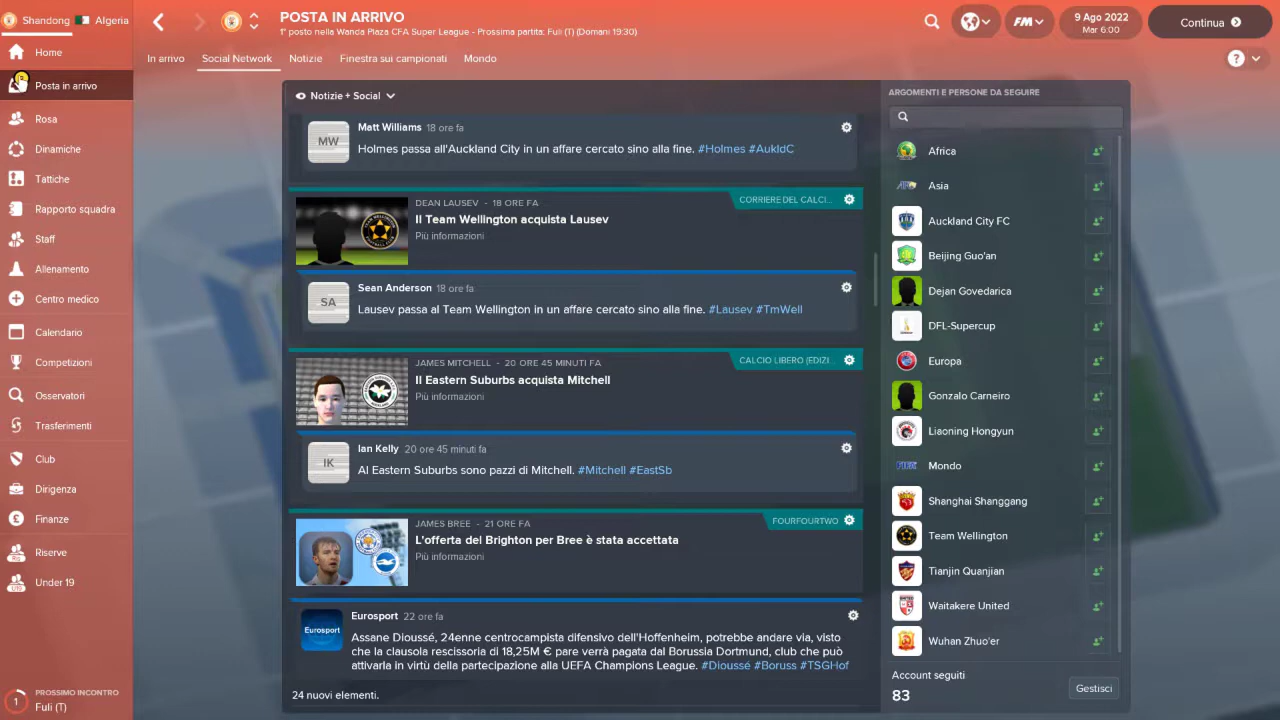 Shandong
Algeria
Home
Posta in arrivo
Rosa
Dinamiche
Tattiche
Rapporto squadra
Staff
Allenamento
Centro medico
Calendario
Competizioni
Osservatori
Trasferimenti
Club
Dirigenza
Finanze
Riserve
Under 19
1
PROSSIMO INCONTRO
Fuli (T)
POSTA IN ARRIVO
1° posto nella Wanda Plaza CFA Super League - Prossima partita: Fuli (T) (Domani 19:30)
FM
9 Ago 2022
Mar 6:00
Continua
In arrivo
Social Network
Notizie
Finestra sui campionati
Mondo
?
Notizie + Social
MW
Matt Williams 18 ore fa
Holmes passa all'Auckland City in un affare cercato sino alla fine. #Holmes #AukldC
DEAN LAUSEV - 18 ORE FA
CORRIERE DEL CALCI...
Il Team Wellington acquista Lausev
Più informazioni
SA
Sean Anderson 18 ore fa
Lausev passa al Team Wellington in un affare cercato sino alla fine. #Lausev #TmWell
JAMES MITCHELL - 20 ORE 45 MINUTI FA
CALCIO LIBERO (EDIZI...
Il Eastern Suburbs acquista Mitchell
Più informazioni
IK
Ian Kelly 20 ore 45 minuti fa
Al Eastern Suburbs sono pazzi di Mitchell. #Mitchell #EastSb
JAMES BREE - 21 ORE FA
FOURFOURTWO
L'offerta del Brighton per Bree è stata accettata
Più informazioni
Eurosport
Eurosport 22 ore fa
Assane Dioussé, 24enne centrocampista difensivo dell'Hoffenheim, potrebbe andare via, visto
che la clausola rescissoria di 18,25M € pare verrà pagata dal Borussia Dortmund, club che può
attivarla in virtù della partecipazione alla UEFA Champions League. #Dioussé #Boruss #TSGHof
24 nuovi elementi.
ARGOMENTI E PERSONE DA SEGUIRE
Africa
Asia
Auckland City FC
Beijing Guo'an
Dejan Govedarica
DFL-Supercup
Europa
Gonzalo Carneiro
Liaoning Hongyun
Mondo
Shanghai Shanggang
Team Wellington
Tianjin Quanjian
Waitakere United
Wuhan Zhuo'er
Account seguiti
83
Gestisci